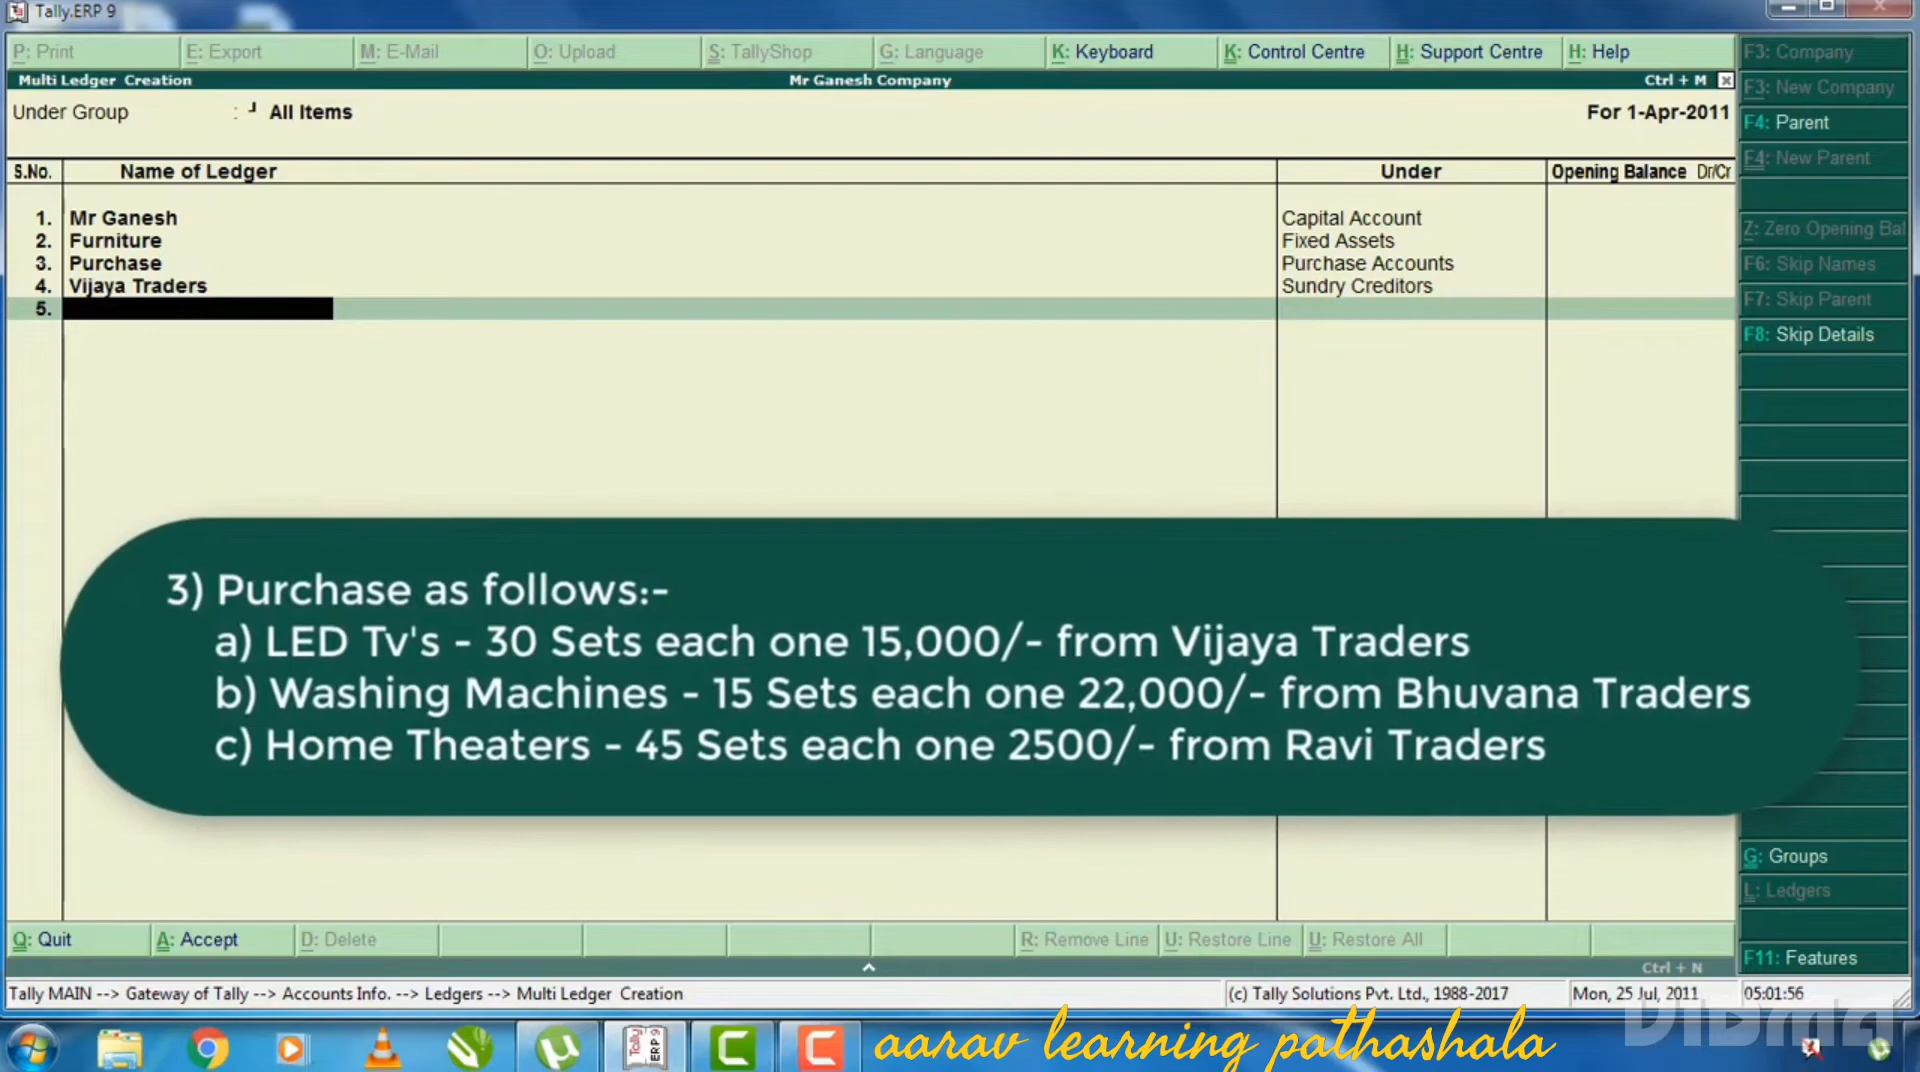 Tally.ERP 9
P: Print E: Export M: E-Mail O: Upload S: TallyShop G: Language K: Keyboard K: Control Centre H: Support Centre H: Help
Multi Ledger Creation Mr Ganesh Company Ctrl + M
Under Group : All Items For 1-Apr-2011
S.No. Name of Ledger Under Opening Balance Dr/Cr
1. Mr Ganesh Capital Account
2. Furniture Fixed Assets
3. Purchase Purchase Accounts
4. Vijaya Traders Sundry Creditors
5.
F3: Company
F3: New Company
F4: Parent
F4: New Parent
Z: Zero Opening Bal
F6: Skip Names
F7: Skip Parent
F8: Skip Details
3) Purchase as follows:-
a) LED Tv's - 30 Sets each one 15,000/- from Vijaya Traders
b) Washing Machines - 15 Sets each one 22,000/- from Bhuvana Traders
c) Home Theaters - 45 Sets each one 2500/- from Ravi Traders
G: Groups
L: Ledgers
F11: Features
Q: Quit A: Accept D: Delete R: Remove Line U: Restore Line U: Restore All
Ctrl + N
Tally MAIN --> Gateway of Tally --> Accounts Info. --> Ledgers --> Multi Ledger Creation (c) Tally Solutions Pvt. Ltd., 1988-2017 Mon, 25 Jul, 2011 05:01:56
Tally ERP 9
aarav learning pathashala